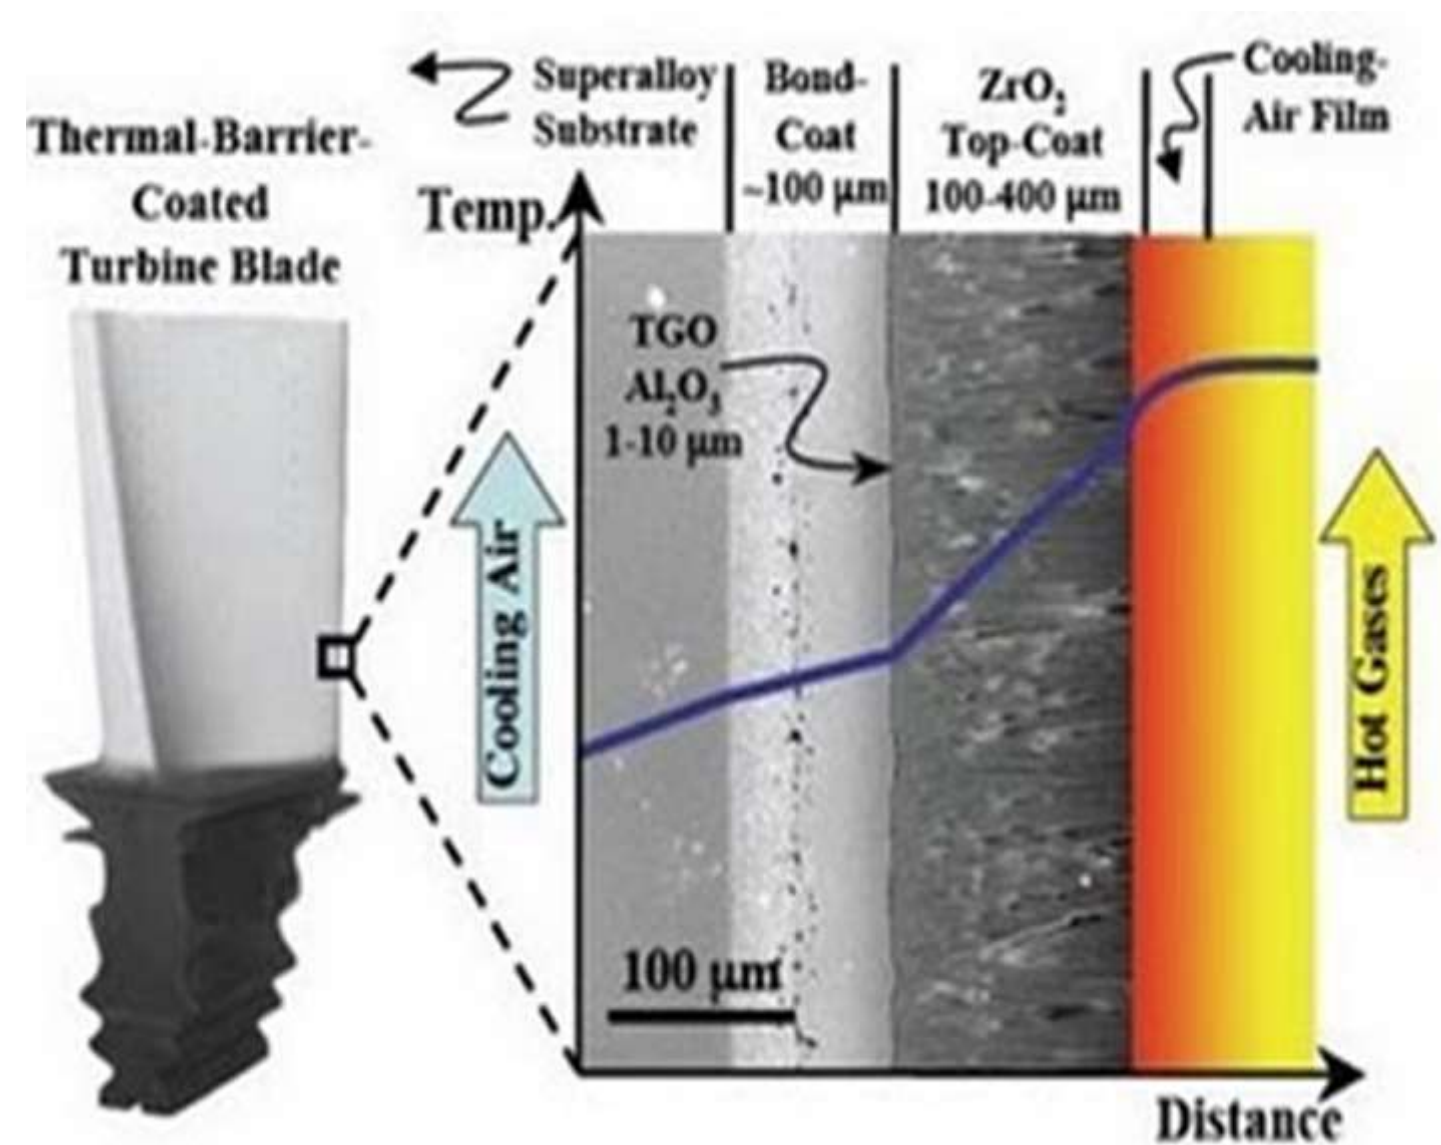 Thermal-Barrier-
Coated
Turbine Blade
Superalloy
Substrate
Bond-
Coat
~100 μm
ZrO₂
Top-Coat
100-400 μm
Cooling-
Air Film
Temp.
TGO
Al₂O₃
1-10 μm
Cooling Air
Hot Gases
100 μm
Distance